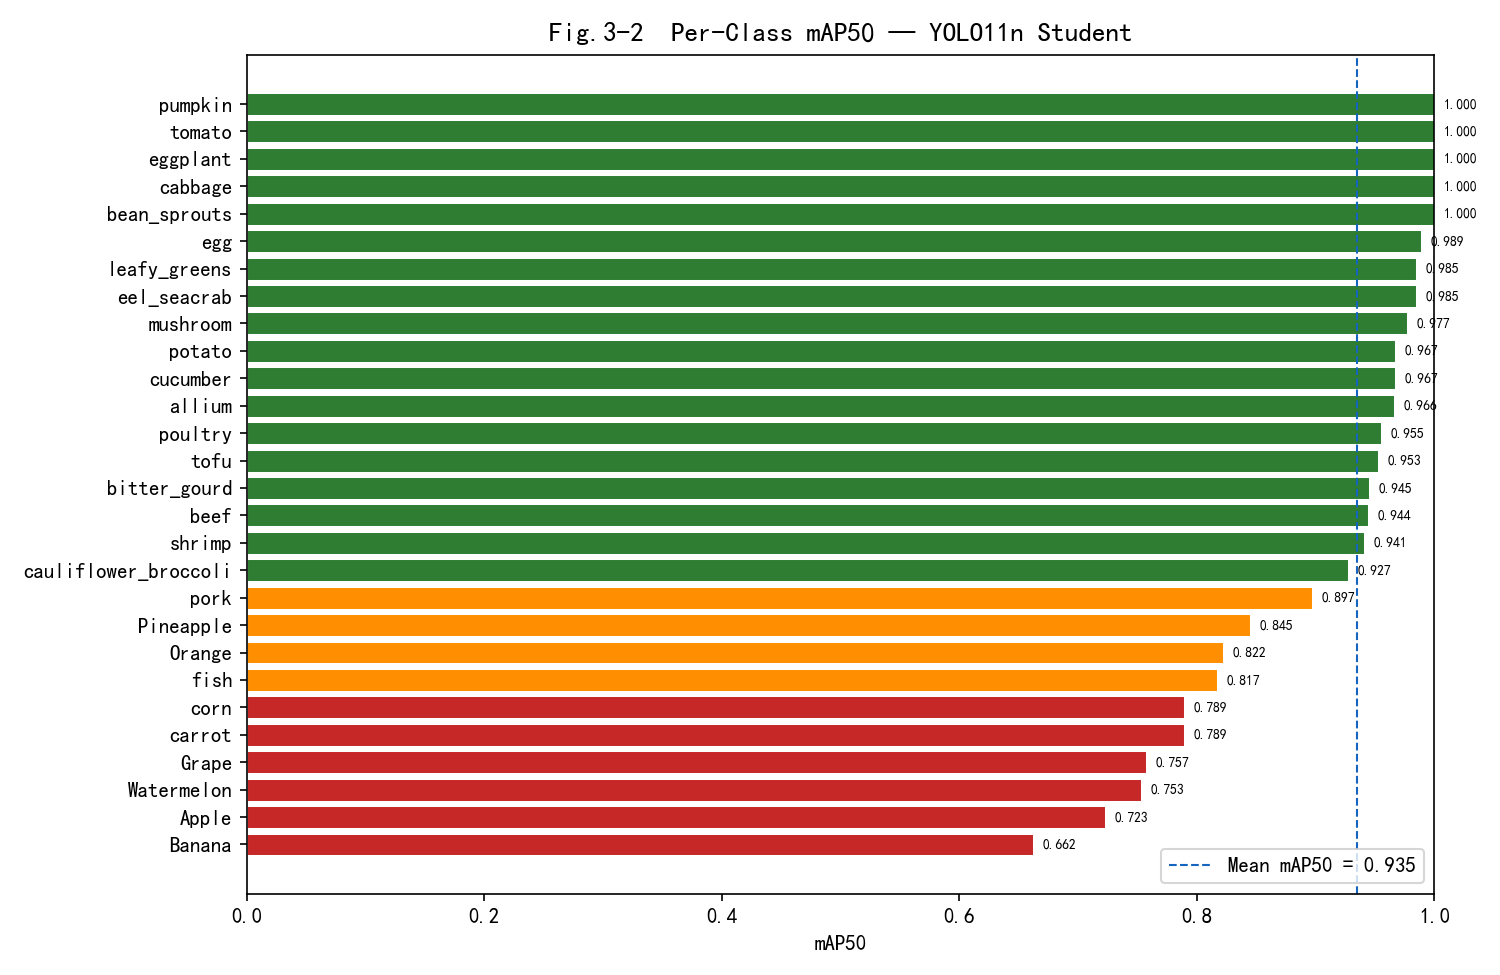 Fig.3-2  Per-Class mAP50 —— YOLO11n Student
pumpkin 1.000
tomato 1.000
eggplant 1.000
cabbage 1.000
bean_sprouts 1.000
egg 0.989
leafy_greens 0.985
eel_seacrab 0.985
mushroom 0.977
potato 0.967
cucumber 0.967
allium 0.966
poultry 0.955
tofu 0.953
bitter_gourd 0.945
beef 0.944
shrimp 0.941
cauliflower_broccoli 0.927
pork 0.897
Pineapple 0.845
Orange 0.822
fish 0.817
corn 0.789
carrot 0.789
Grape 0.757
Watermelon 0.753
Apple 0.723
Banana 0.662
Mean mAP50 = 0.935
0.0 0.2 0.4 0.6 0.8 1.0
mAP50